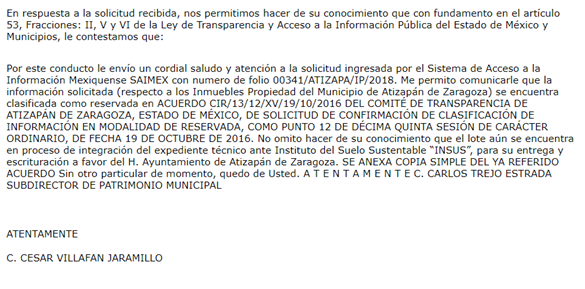 En respuesta a la solicitud recibida, nos permitimos hacer de su conocimiento que con fundamento en el artículo
53, Fracciones: II, V y VI de la Ley de Transparencia y Acceso a la Información Pública del Estado de México y
Municipios, le contestamos que:
Por este conducto le envío un cordial saludo y atención a la solicitud ingresada por el Sistema de Acceso a la
Información Mexiquense SAIMEX con numero de folio 00341/ATIZAPA/IP/2018. Me permito comunicarle que la
información solicitada (respecto a los Inmuebles Propiedad del Municipio de Atizapán de Zaragoza) se encuentra
clasificada como reservada en ACUERDO CIR/13/12/XV/19/10/2016 DEL COMITÉ DE TRANSPARENCIA DE
ATIZAPÁN DE ZARAGOZA, ESTADO DE MÉXICO, DE SOLICITUD DE CONFIRMACIÓN DE CLASIFICACIÓN DE
INFORMACIÓN EN MODALIDAD DE RESERVADA, COMO PUNTO 12 DE DÉCIMA QUINTA SESIÓN DE CARÁCTER
ORDINARIO, DE FECHA 19 DE OCTUBRE DE 2016. No omito hacer de su conocimiento que el lote aún se encuentra
en proceso de integración del expediente técnico ante Instituto del Suelo Sustentable “INSUS”, para su entrega y
escrituración a favor del H. Ayuntamiento de Atizapán de Zaragoza. SE ANEXA COPIA SIMPLE DEL YA REFERIDO
ACUERDO Sin otro particular de momento, quedo de Usted. A T E N T A M E N T E C. CARLOS TREJO ESTRADA
SUBDIRECTOR DE PATRIMONIO MUNICIPAL
ATENTAMENTE
C. CESAR VILLAFAN JARAMILLO